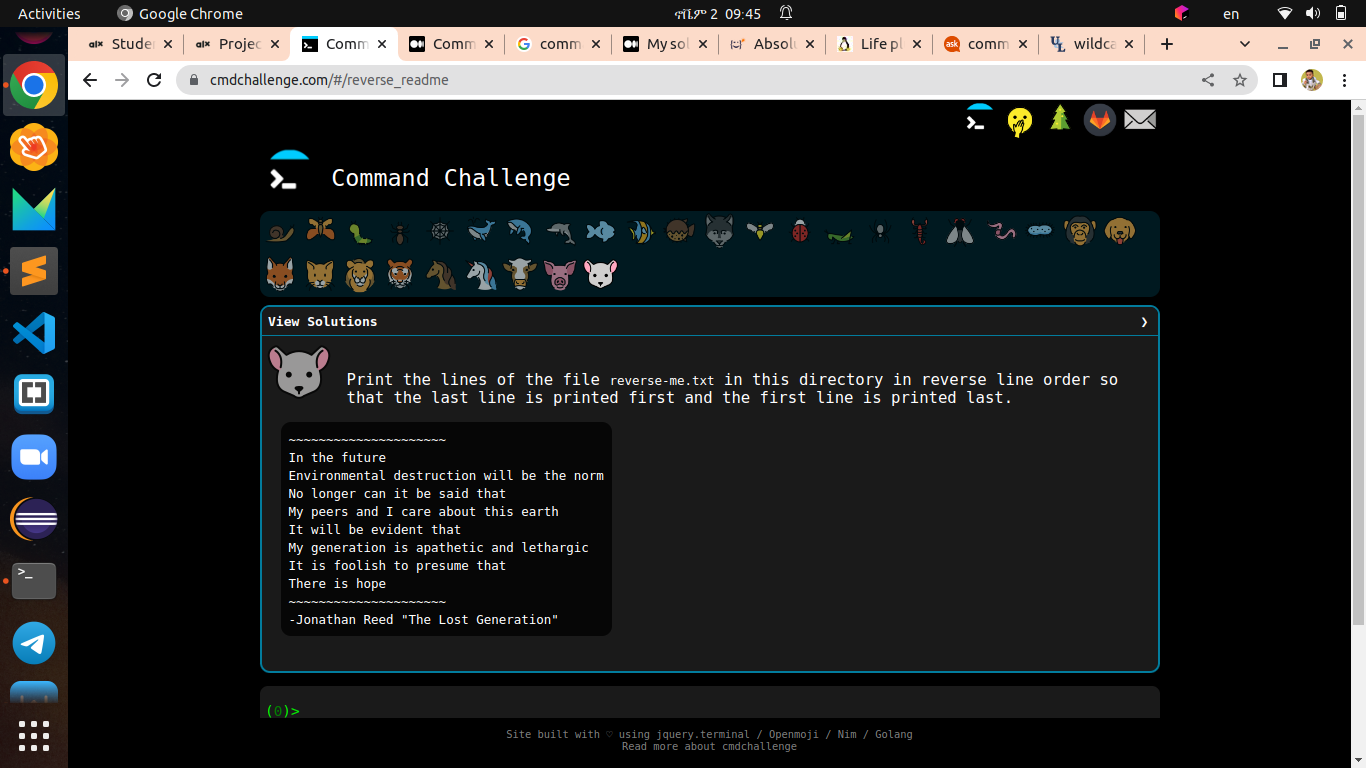 Activities Google Chrome ጥቬም 2 09:45 en
alx Studer alx Projec Comm Comm comm My sol Absolu Life pl ask comm UL wildca
cmdchallenge.com/#/reverse_readme
Command Challenge
View Solutions
Print the lines of the file reverse-me.txt in this directory in reverse line order so
that the last line is printed first and the first line is printed last.
~~~~~~~~~~~~~~~~~~~~~
In the future
Environmental destruction will be the norm
No longer can it be said that
My peers and I care about this earth
It will be evident that
My generation is apathetic and lethargic
It is foolish to presume that
There is hope
~~~~~~~~~~~~~~~~~~~~~
-Jonathan Reed "The Lost Generation"
(0)>
Site built with ♡ using jquery.terminal / Openmoji / Nim / Golang
Read more about cmdchallenge